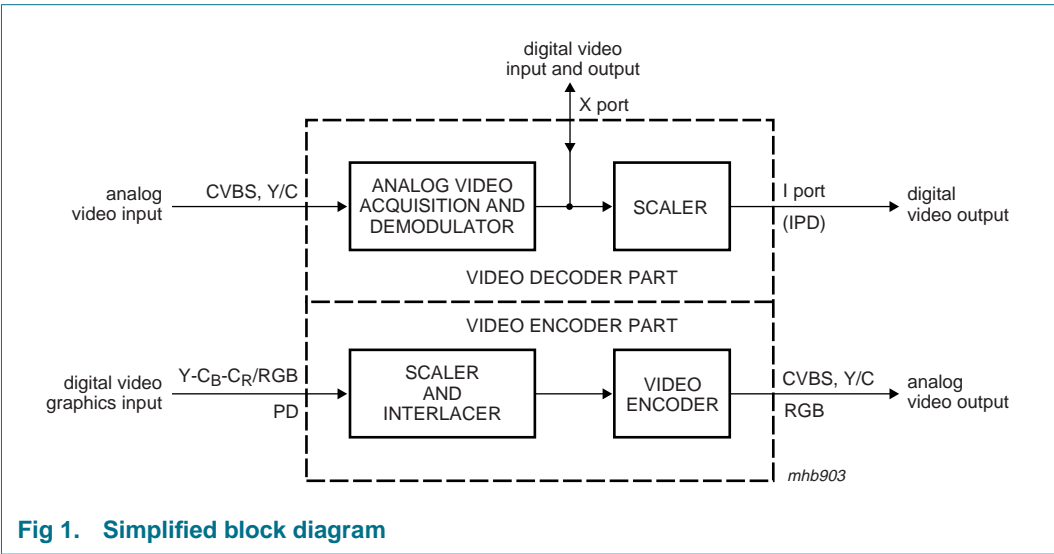 digital video
input and output
X port
analog
video input
CVBS, Y/C
ANALOG VIDEO
ACQUISITION AND
DEMODULATOR
SCALER
I port
(IPD)
digital
video output
VIDEO DECODER PART
VIDEO ENCODER PART
digital video
graphics input
Y-CB-CR/RGB
PD
SCALER
AND
INTERLACER
VIDEO
ENCODER
CVBS, Y/C
RGB
analog
video output
mhb903
Fig 1. Simplified block diagram